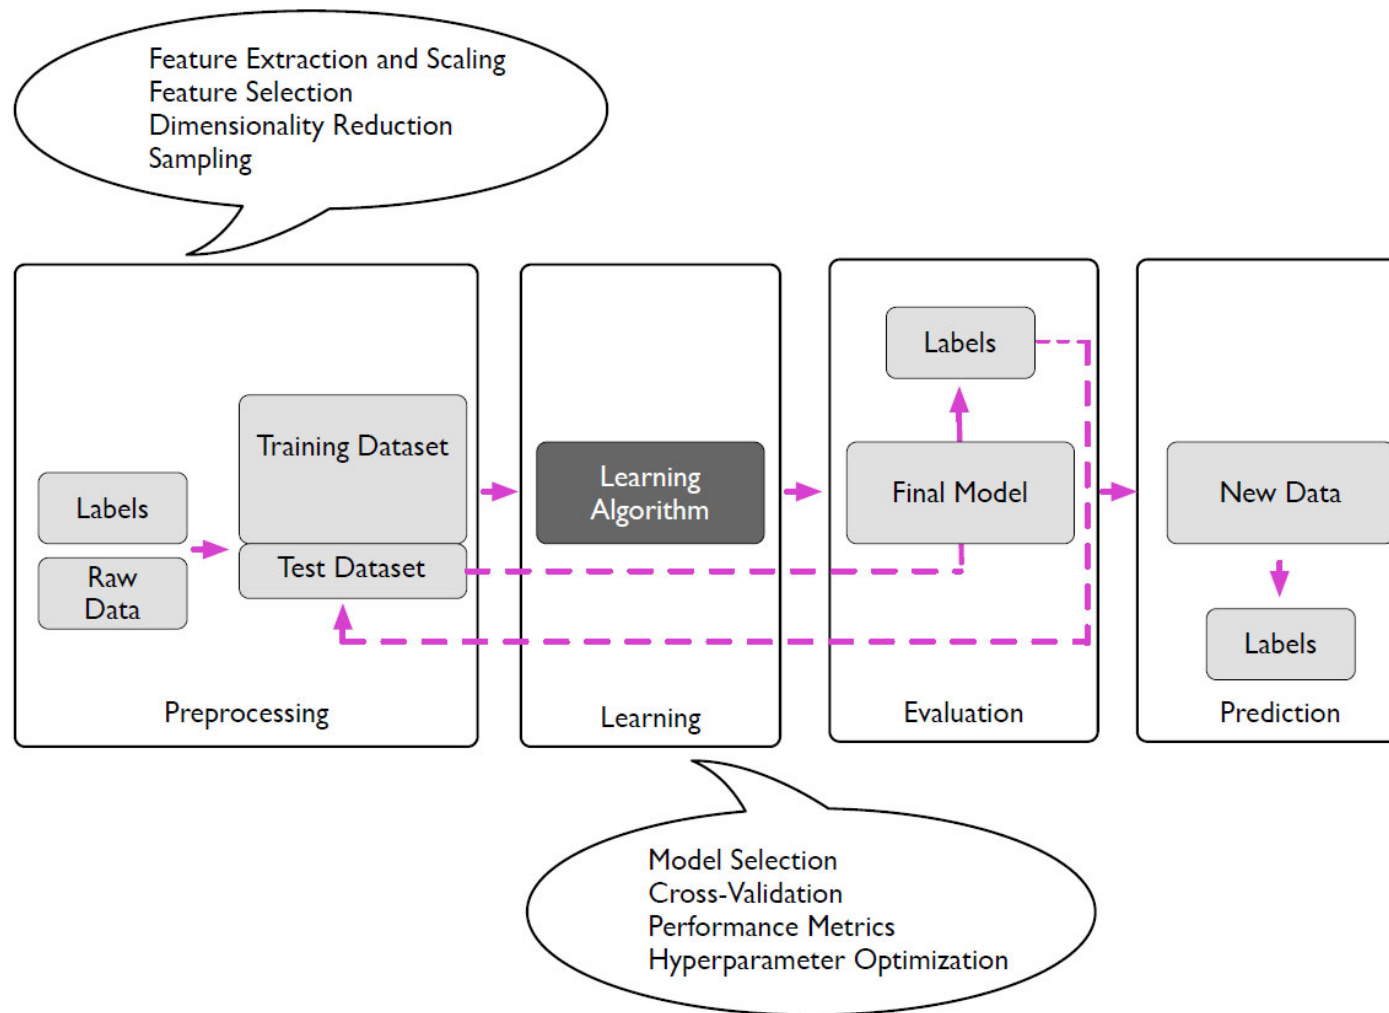 Feature Extraction and Scaling
Feature Selection
Dimensionality Reduction
Sampling
Labels
Raw
Data
Training Dataset
Test Dataset
Preprocessing
Learning
Algorithm
Learning
Labels
Final Model
Evaluation
New Data
Labels
Prediction
Model Selection
Cross-Validation
Performance Metrics
Hyperparameter Optimization